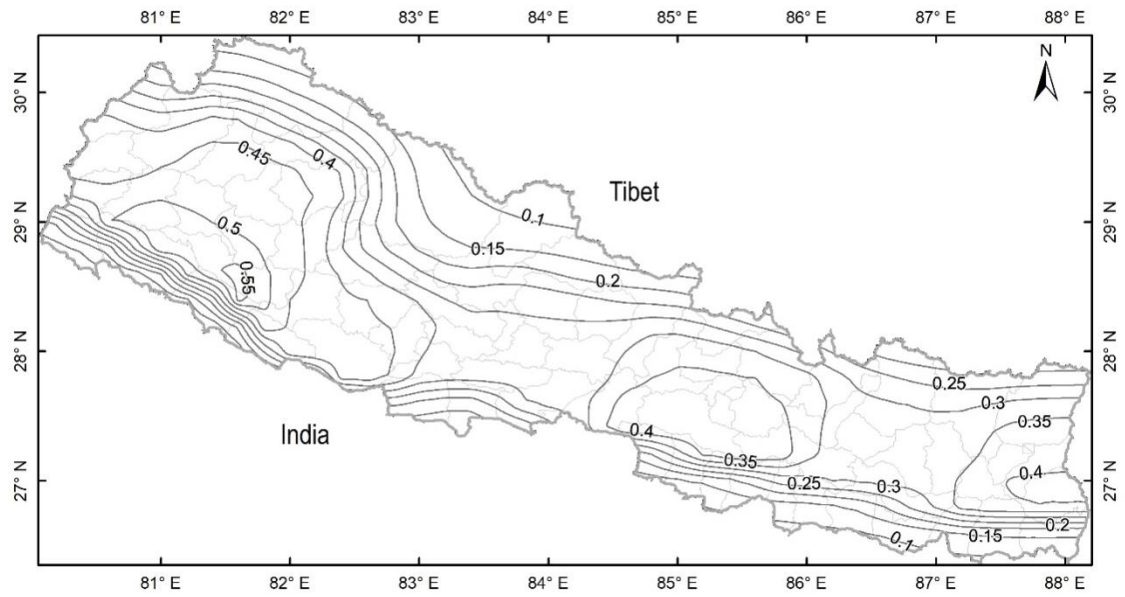 81° E 82° E 83° E 84° E 85° E 86° E 87° E 88° E
N
30° N 30° N
0.45 0.4
Tibet
0.1
29° N 29° N
0.5
0.15
0.55
0.2
28° N 28° N
0.25
0.3
0.35
India
0.4
0.35
0.4
27° N 27° N
0.25 0.3
0.2
0.15
0.1
81° E 82° E 83° E 84° E 85° E 86° E 87° E 88° E